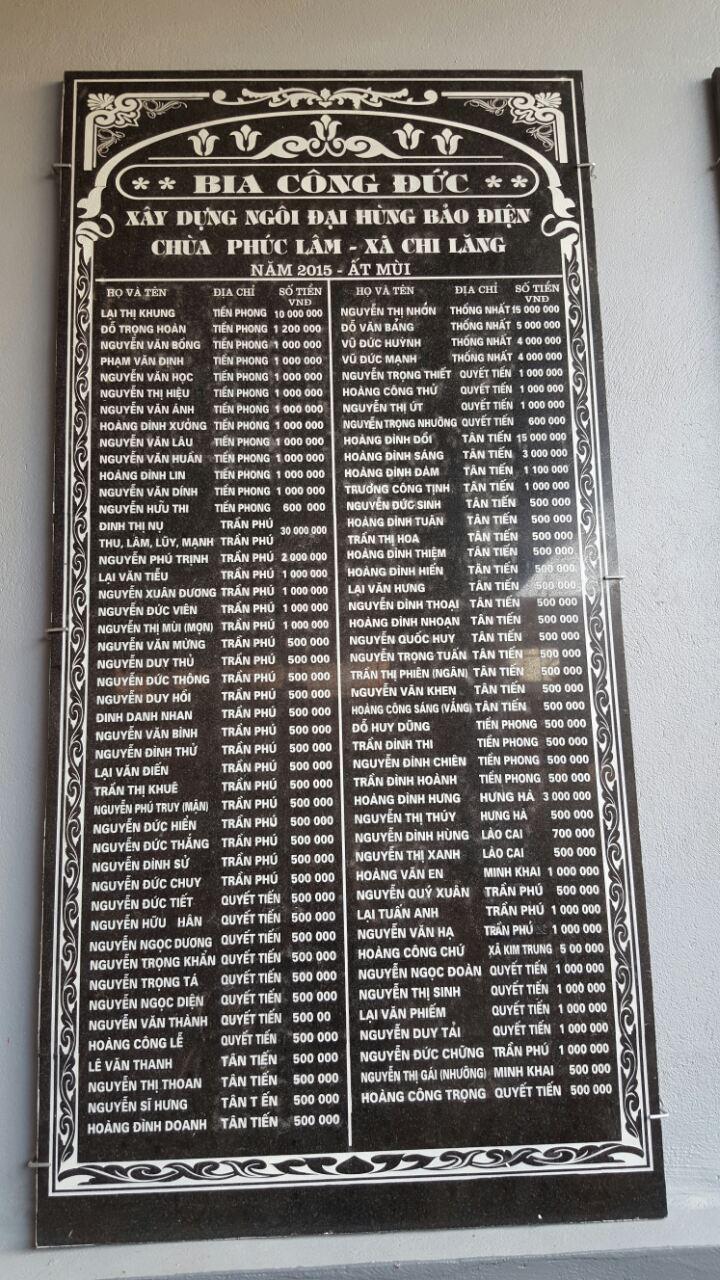 ** BIA CÔNG ĐỨC **
XÂY DỰNG NGÔI ĐẠI HÙNG BẢO ĐIỆN
CHÙA PHÚC LÂM - XÃ CHI LĂNG
NĂM 2015 - ẤT MÙI
HỌ VÀ TÊN ĐỊA CHỈ SỐ TIỀN
VNĐ
LẠI THỊ KHUNG TIỀN PHONG 10 000 000
ĐỖ TRỌNG HOÀN TIỀN PHONG 1 200 000
NGUYỄN VĂN BỔNG TIỀN PHONG 1 000 000
PHẠM VĂN ĐỊNH TIỀN PHONG 1 000 000
NGUYỄN VĂN HỌC TIỀN PHONG 1 000 000
NGUYỄN THỊ HIỆU TIỀN PHONG 1 000 000
NGUYỄN VĂN ÁNH TIỀN PHONG 1 000 000
HOÀNG ĐÌNH XƯỞNG TIỀN PHONG 1 000 000
NGUYỄN VĂN LÂU TIỀN PHONG 1 000 000
NGUYỄN VĂN HUẤN TIỀN PHONG 1 000 000
HOÀNG ĐÌNH LIN TIỀN PHONG 1 000 000
NGUYỄN VĂN DÍNH TIỀN PHONG 1 000 000
NGUYỄN HỮU THI TIỀN PHONG 600 000
ĐINH THỊ NỤ TRẦN PHÚ
30 000 000
THU, LÂM, LŨY, MẠNH TRẦN PHÚ
NGUYỄN PHÚ TRỊNH TRẦN PHÚ 2 000 000
LẠI VĂN TIỄU TRẦN PHÚ 1 000 000
NGUYỄN XUÂN DƯƠNG TRẦN PHÚ 1 000 000
NGUYỄN ĐỨC VIÊN TRẦN PHÚ 1 000 000
NGUYỄN THỊ MÙI (MỌN) TRẦN PHÚ 1 000 000
NGUYỄN VĂN MỪNG TRẦN PHÚ 500 000
NGUYỄN DUY THỦ TRẦN PHÚ 500 000
NGUYỄN ĐỨC THÔNG TRẦN PHÚ 500 000
NGUYỄN DUY HỒI TRẦN PHÚ 500 000
DINH DANH NHAN TRẦN PHÚ 500 000
NGUYỄN VĂN BÌNH TRẦN PHÚ 500 000
NGUYỄN ĐÌNH THỬ TRẦN PHÚ 500 000
LẠI VĂN DIẾN TRẦN PHÚ 500 000
TRẦN THỊ KHUÊ TRẦN PHÚ 500 000
NGUYỄN PHÚ TRUY (MẬN) TRẦN PHÚ 500 000
NGUYỄN ĐỨC HIỂN TRẦN PHÚ 500 000
NGUYỄN ĐỨC THẮNG TRẦN PHÚ 500 000
NGUYỄN ĐÌNH SỬ TRẦN PHÚ 500 000
NGUYỄN ĐỨC CHUY TRẦN PHÚ 500 000
NGUYỄN ĐỨC TIẾT QUYẾT TIẾN 500 000
NGUYỄN HỮU HÂN QUYẾT TIẾN 500 000
NGUYỄN NGỌC DƯƠNG QUYẾT TIẾN 500 000
NGUYỄN TRỌNG KHẨN QUYẾT TIẾN 500 000
NGUYỄN TRỌNG TÁ QUYẾT TIẾN 500 000
NGUYỄN NGỌC DIỆN QUYẾT TIẾN 500 000
NGUYỄN VĂN THÀNH QUYẾT TIẾN 500 00
HOÀNG CÔNG LỄ QUYẾT TIẾN 500 000
LÊ VĂN THANH TÂN TIẾN 500 000
NGUYỄN THỊ THOAN TÂN TIẾN 500 000
NGUYỄN SĨ HƯNG TÂN T ẾN 500 000
HOÀNG ĐÌNH DOANH TÂN TIẾN 500 000
HỌ VÀ TÊN ĐỊA CHỈ SỐ TIỀN
VNĐ
NGUYỄN THỊ NHỚN THỐNG NHẤT 15 000 000
ĐỖ VĂN BẢNG THỐNG NHẤT 5 000 000
VŨ ĐỨC HUỲNH THỐNG NHẤT 4 000 000
VŨ ĐỨC MẠNH THỐNG NHẤT 4 000 000
NGUYỄN TRỌNG THIẾT QUYẾT TIẾN 1 000 000
HOÀNG CÔNG THỨ QUYẾT TIẾN 1 000 000
NGUYỄN THỊ ÚT QUYẾT TIẾN 1 000 000
NGUYỄN TRỌNG NHƯỠNG QUYẾT TIẾN 600 000
HOÀNG ĐÌNH ĐỔI TÂN TIẾN 15 000 000
HOÀNG ĐÌNH SÁNG TÂN TIẾN 3 000 000
HOÀNG ĐÌNH ĐÀM TÂN TIẾN 1 100 000
TRƯƠNG CÔNG TỊNH TÂN TIẾN 1 000 000
NGUYỄN ĐỨC SINH TÂN TIẾN 500 000
HOÀNG ĐÌNH TUÂN TÂN TIẾN 500 000
TRẦN THỊ HOA TÂN TIẾN 500 000
HOÀNG ĐÌNH THIỆM TÂN TIẾN 500 000
HOÀNG ĐÌNH HIẾN TÂN TIẾN 500 000
LẠI VĂN HƯNG TÂN TIẾN 500 000
NGUYỄN ĐÌNH THOẠI TÂN TIẾN 500 000
HOÀNG ĐÌNH NHOẠN TÂN TIẾN 500 000
NGUYỄN QUỐC HUY TÂN TIẾN 500 000
NGUYỄN TRỌNG TUẤN TÂN TIẾN 500 000
TRẦN THỊ PHIÊN (NGÂN) TÂN TIẾN 500 000
NGUYỄN VĂN KHEN TÂN TIẾN 500 000
HOÀNG CÔNG SÁNG (VẮNG) TÂN TIẾN 500 000
ĐỖ HUY DŨNG TIỀN PHONG 500 000
TRẦN ĐÌNH THI TIỀN PHONG 500 000
NGUYỄN ĐÌNH CHIÊN TIỀN PHONG 500 000
TRẦN ĐÌNH HOÀNH TIỀN PHONG 500 000
HOÀNG ĐÌNH HƯNG HƯNG HÀ 3 000 000
NGUYỄN THỊ THÚY HƯNG HÀ 500 000
NGUYỄN ĐÌNH HÙNG LÀO CAI 700 000
NGUYỄN THỊ XANH LÀO CAI 500 000
HOÀNG VĂN EN MINH KHAI 1 000 000
NGUYỄN QUÝ XUÂN TRẦN PHÚ 500 000
LẠI TUẤN ANH TRẦN PHÚ 1 000 000
NGUYỄN VĂN HẠ TRẦN PHÚ 1 000 000
HOÀNG CÔNG CHỨ XÃ KIM TRUNG 5 00 000
NGUYỄN NGỌC ĐOÀN QUYẾT TIẾN 1 000 000
NGUYỄN THỊ SINH QUYẾT TIẾN 1 000 000
LẠI VĂN PHIẾM QUYẾT TIẾN 1 000 000
NGUYỄN DUY TẢI QUYẾT TIẾN 1 000 000
NGUYỄN ĐỨC CHỮNG TRẦN PHÚ 1 000 000
NGUYỄN THỊ GÁI (NHƯỠNG) MINH KHAI 500 000
HOÀNG CÔNG TRỌNG QUYẾT TIẾN 500 000